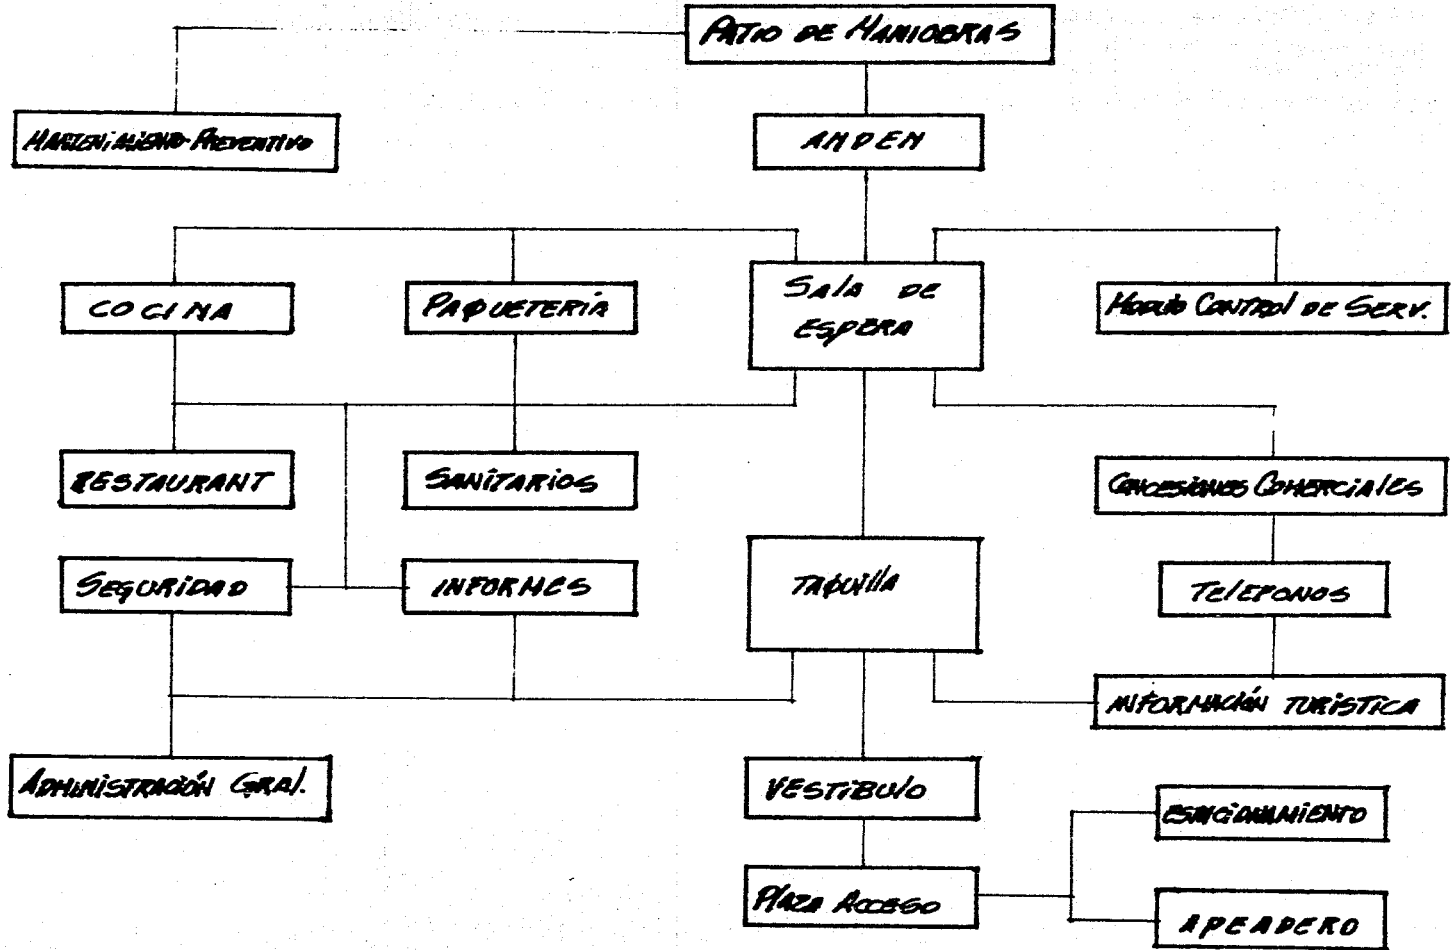 PATIO DE MANIOBRAS
MANTENIMIENTO PREVENTIVO
ANDEN
COCINA
PAQUETERIA
SALA DE
ESPERA
MODULO CONTROL DE SERV.
RESTAURANT
SANITARIOS
CONCESIONES COMERCIALES
SEGURIDAD
INFORMES
TAQUILLA
TELEFONOS
INFORMACIÓN TURISTICA
ADMINISTRACIÓN GRAL.
VESTIBULO
ESTACIONAMIENTO
PLAZA ACCESO
APEADERO